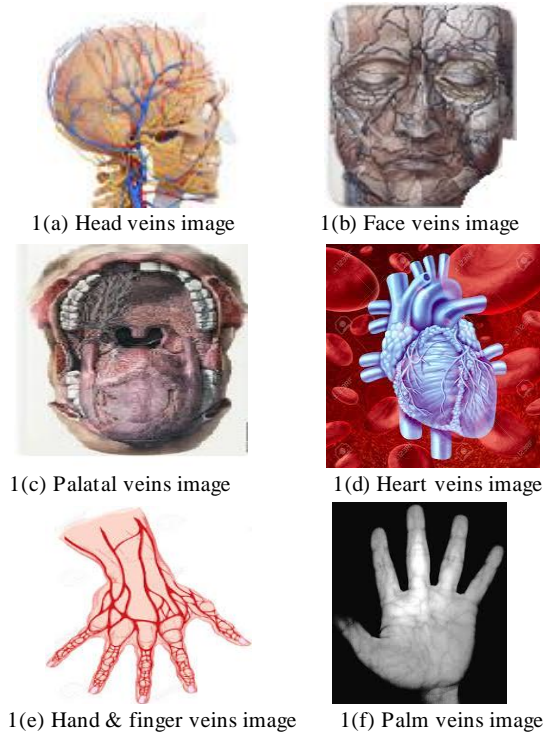 1(a) Head veins image
1(b) Face veins image
1(c) Palatal veins image
1(d) Heart veins image
1(e) Hand & finger veins image
1(f) Palm veins image